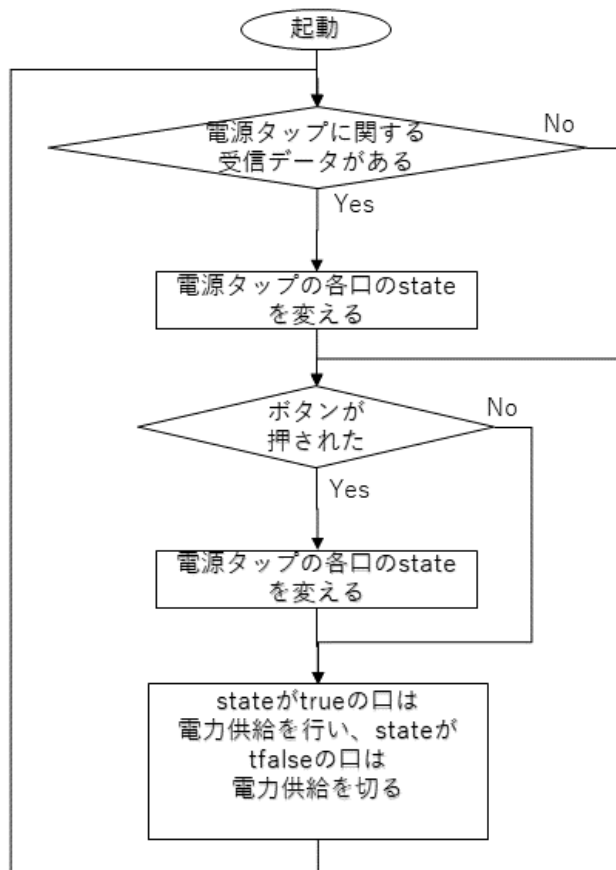 起動
電源タップに関する
受信データがある
No
Yes
電源タップの各口のstate
を変える
ボタンが
押された
No
Yes
電源タップの各口のstate
を変える
stateがtrueの口は
電力供給を行い、stateが
tfalseの口は
電力供給を切る